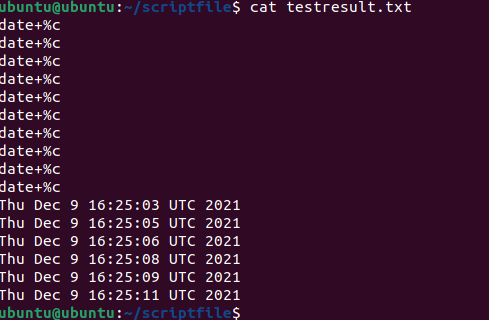 ubuntu@ubuntu:~/scriptfile$ cat testresult.txt
date+%c
date+%c
date+%c
date+%c
date+%c
date+%c
date+%c
date+%c
date+%c
date+%c
Thu Dec 9 16:25:03 UTC 2021
Thu Dec 9 16:25:05 UTC 2021
Thu Dec 9 16:25:06 UTC 2021
Thu Dec 9 16:25:08 UTC 2021
Thu Dec 9 16:25:09 UTC 2021
Thu Dec 9 16:25:11 UTC 2021
ubuntu@ubuntu:~/scriptfile$